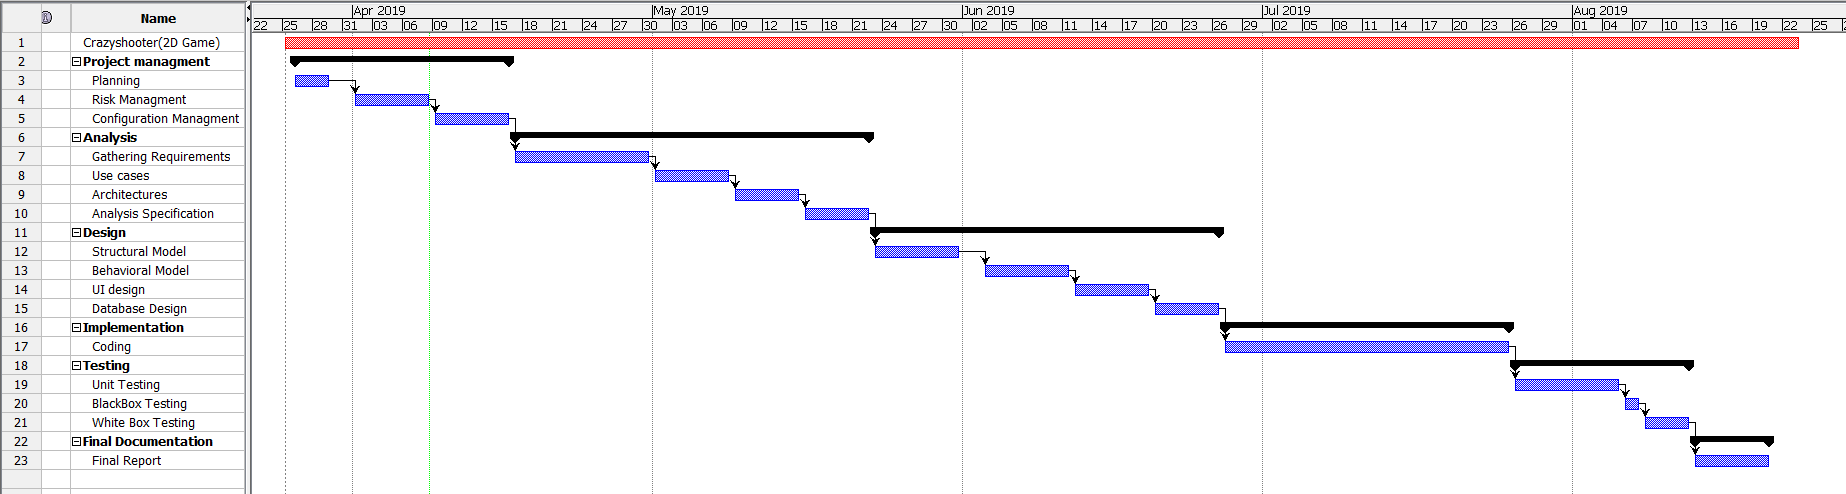 Name
Apr 2019 May 2019 Jun 2019 Jul 2019 Aug 2019
22 25 28 31 03 06 09 12 15 18 21 24 27 30 03 06 09 12 15 18 21 24 27 30 02 05 08 11 14 17 20 23 26 29 02 05 08 11 14 17 20 23 26 29 01 04 07 10 13 16 19 22 25
1 Crazyshooter(2D Game)
2 Project managment
3 Planning
4 Risk Managment
5 Configuration Managment
6 Analysis
7 Gathering Requirements
8 Use cases
9 Architectures
10 Analysis Specification
11 Design
12 Structural Model
13 Behavioral Model
14 UI design
15 Database Design
16 Implementation
17 Coding
18 Testing
19 Unit Testing
20 BlackBox Testing
21 White Box Testing
22 Final Documentation
23 Final Report